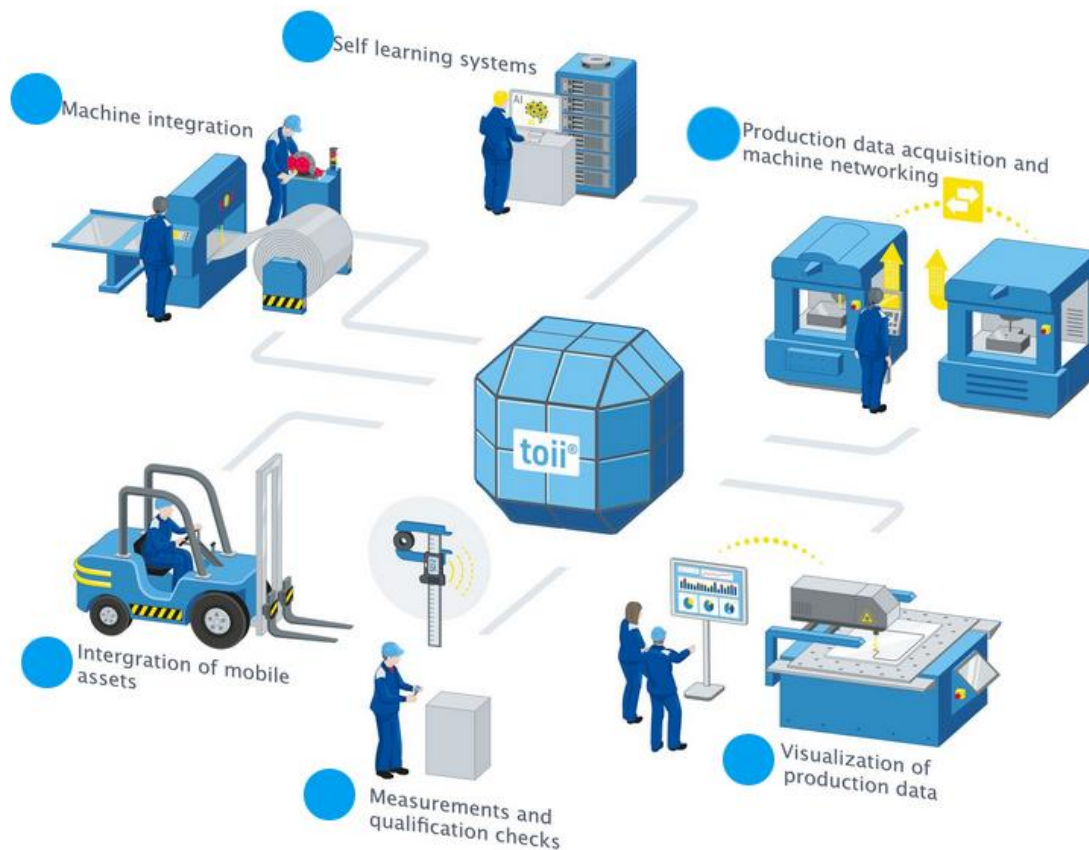 Self learning systems
Machine integration
AI
Production data acquisition and
machine networking
toii®
Intergration of mobile
assets
Measurements and
qualification checks
Visualization of
production data